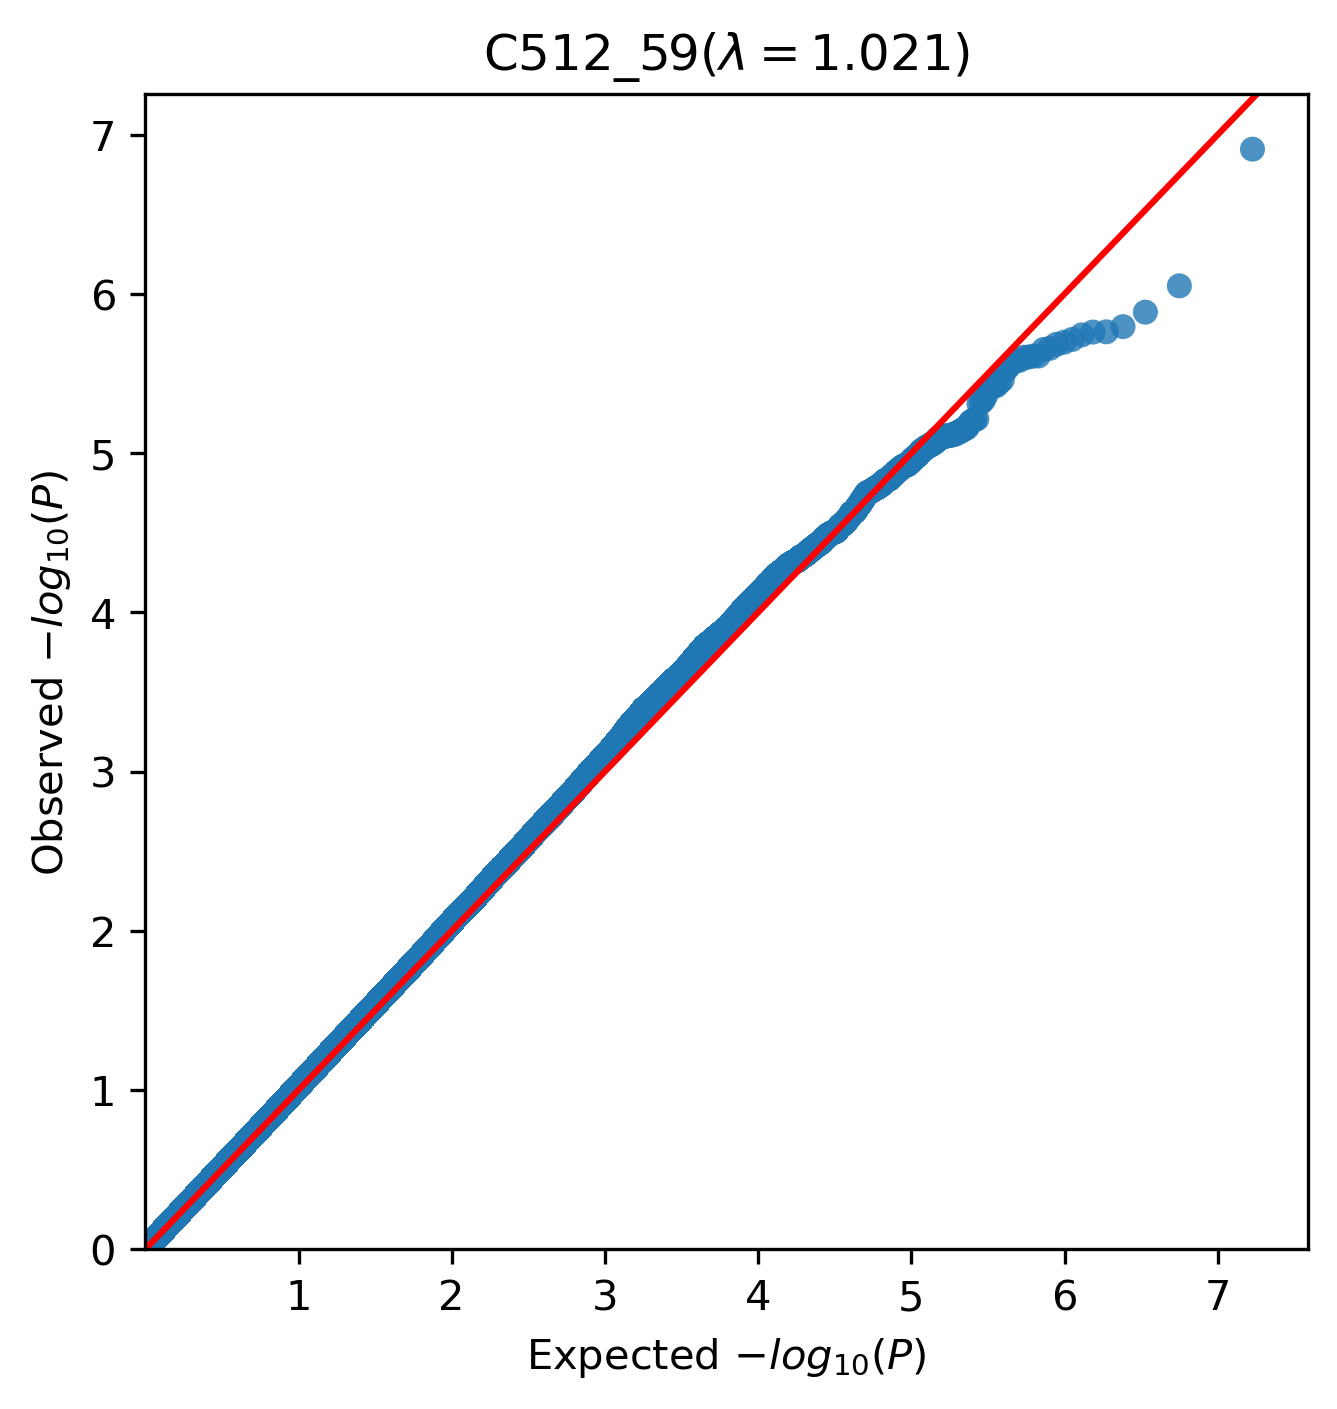 C512_59(λ = 1.021)
Observed −log₁₀(P)
7
6
5
4
3
2
1
0
1 2 3 4 5 6 7
Expected −log₁₀(P)